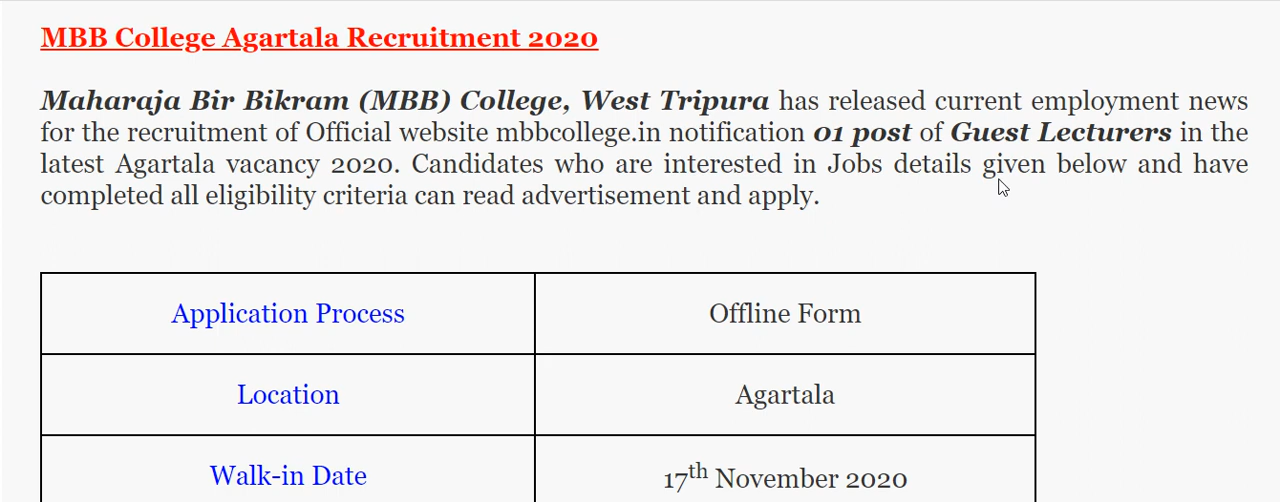 MBB College Agartala Recruitment 2020
Maharaja Bir Bikram (MBB) College, West Tripura has released current employment news
for the recruitment of Official website mbbcollege.in notification 01 post of Guest Lecturers in the
latest Agartala vacancy 2020. Candidates who are interested in Jobs details given below and have
completed all eligibility criteria can read advertisement and apply.
Application Process Offline Form
Location Agartala
Walk-in Date 17th November 2020